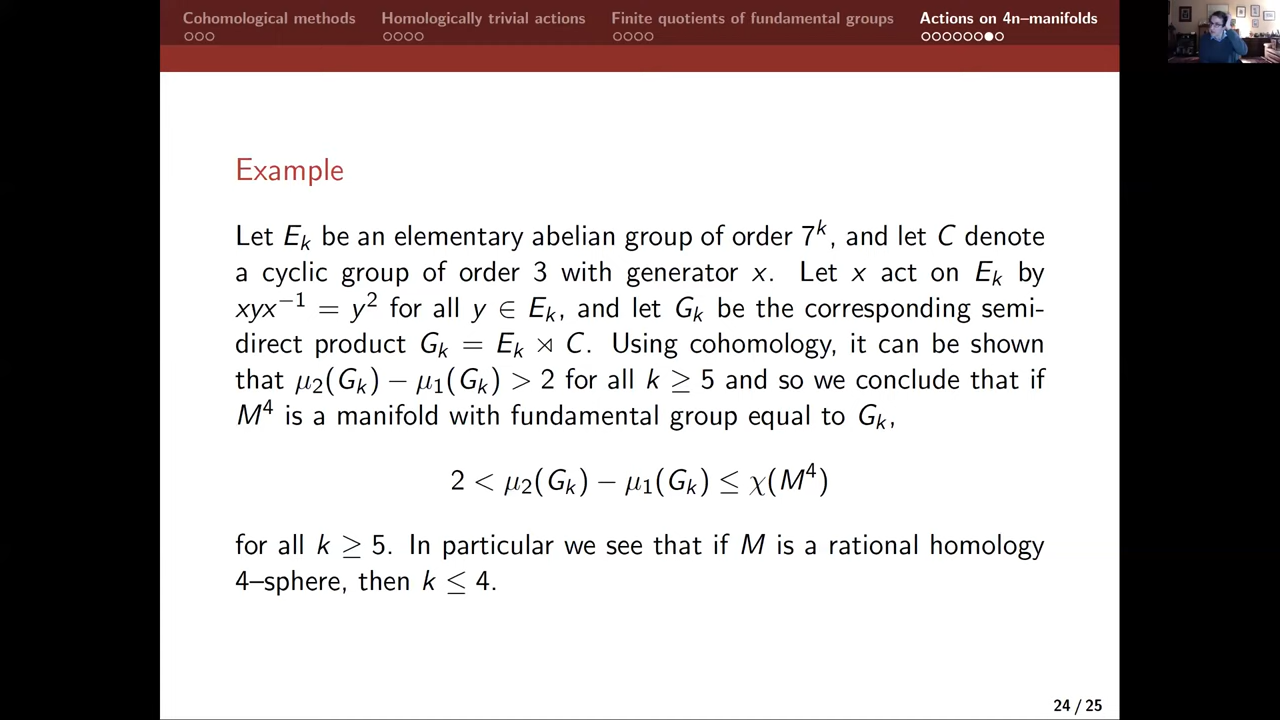 Cohomological methods Homologically trivial actions Finite quotients of fundamental groups Actions on 4n–manifolds
Example
Let E_k be an elementary abelian group of order 7^k, and let C denote
a cyclic group of order 3 with generator x. Let x act on E_k by
xyx^{−1} = y^2 for all y ∈ E_k, and let G_k be the corresponding semi-
direct product G_k = E_k ⋊ C. Using cohomology, it can be shown
that μ_2(G_k) − μ_1(G_k) > 2 for all k ≥ 5 and so we conclude that if
M^4 is a manifold with fundamental group equal to G_k,
2 < μ_2(G_k) − μ_1(G_k) ≤ χ(M^4)
for all k ≥ 5. In particular we see that if M is a rational homology
4–sphere, then k ≤ 4.
24 / 25